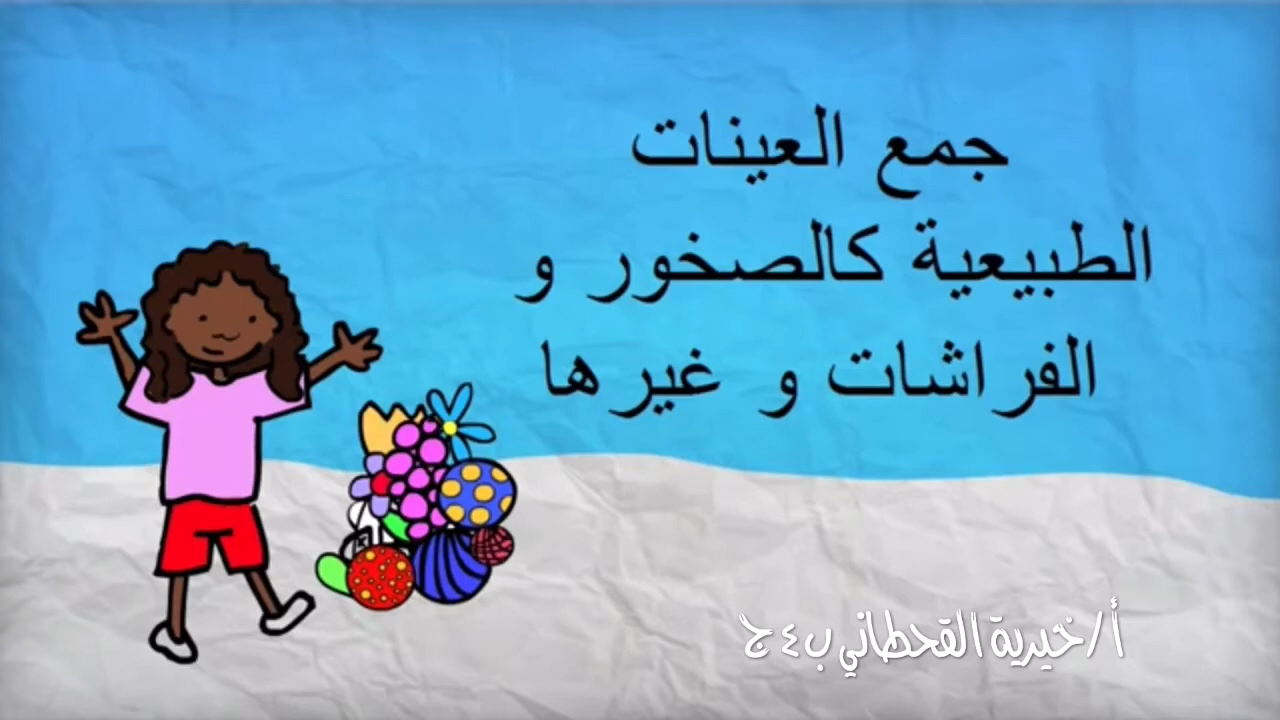 جمع العينات
الطبيعية كالصخور و
الفراشات و غيرها
أ/خيرية القحطاني ب٤ج